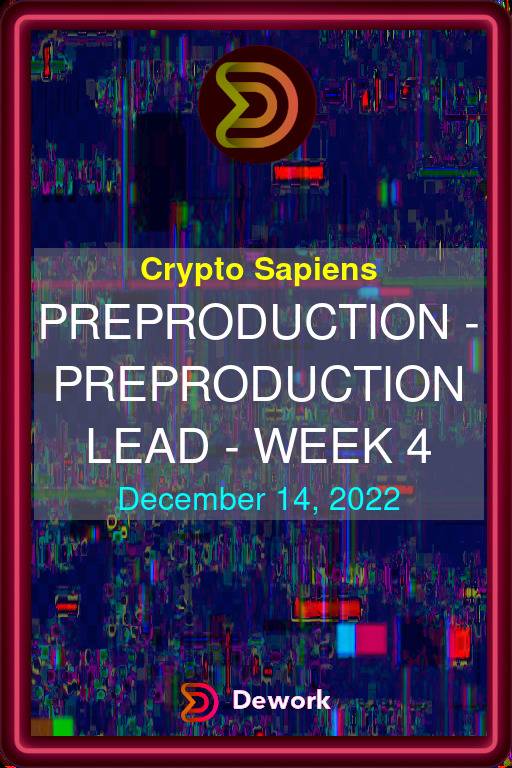 Crypto Sapiens
PREPRODUCTION -
PREPRODUCTION
LEAD - WEEK 4
December 14, 2022
Dework